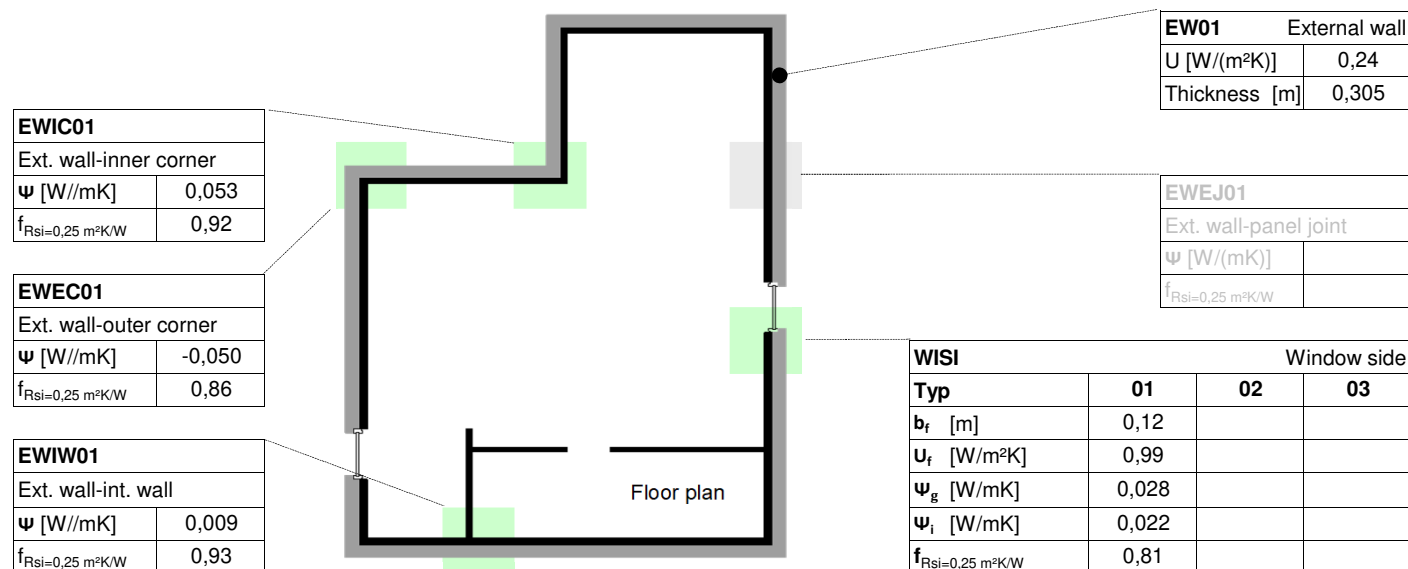 EWIC01
Ext. wall-inner corner
Ψ [W//mK] 0,053
fRsi=0,25 m²K/W 0,92
EWEC01
Ext. wall-outer corner
Ψ [W//mK] -0,050
fRsi=0,25 m²K/W 0,86
EWIW01
Ext. wall-int. wall
Ψ [W//mK] 0,009
fRsi=0,25 m²K/W 0,93
Floor plan
EW01 External wall
U [W/(m²K)] 0,24
Thickness [m] 0,305
EWEJ01
Ext. wall-panel joint
Ψ [W/(mK)]
fRsi=0,25 m²K/W
WISI Window side
Typ 01 02 03
bf [m] 0,12
Uf [W/m²K] 0,99
Ψg [W/mK] 0,028
Ψi [W/mK] 0,022
fRsi=0,25 m²K/W 0,81